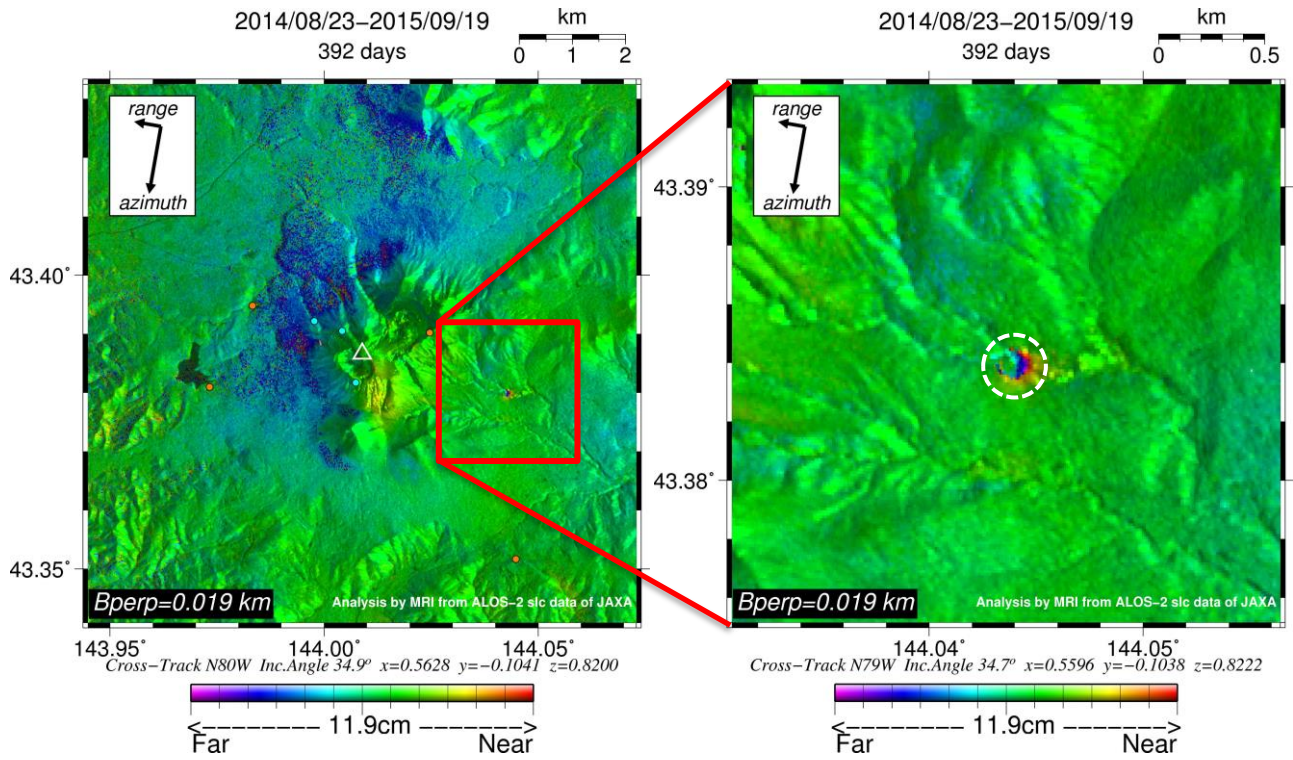 2014/08/23−2015/09/19
392 days
km
0 1 2
range
azimuth
43.40°
43.35°
Bperp=0.019 km
Analysis by MRI from ALOS−2 slc data of JAXA
143.95° 144.00° 144.05°
Cross−Track N80W Inc.Angle 34.9° x=0.5628 y=−0.1041 z=0.8200
<−−−−−−− 11.9cm −−−−−−−>
Far Near
2014/08/23−2015/09/19
392 days
km
0 0.5
range
azimuth
43.39°
43.38°
Bperp=0.019 km
Analysis by MRI from ALOS−2 slc data of JAXA
144.04° 144.05°
Cross−Track N79W Inc.Angle 34.7° x=0.5596 y=−0.1038 z=0.8222
<−−−−−−− 11.9cm −−−−−−−>
Far Near